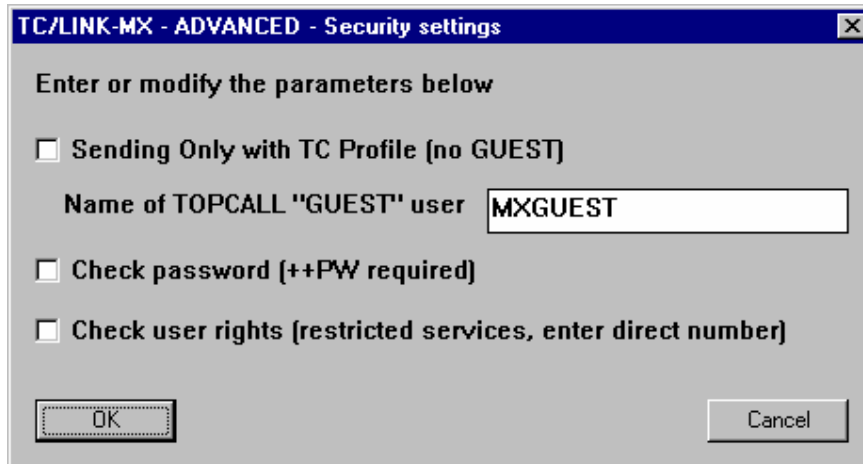 TC/LINK-MX - ADVANCED - Security settings
Enter or modify the parameters below
Sending Only with TC Profile (no GUEST)
Name of TOPCALL "GUEST" user MXGUEST
Check password (++PW required)
Check user rights (restricted services, enter direct number)
OK Cancel